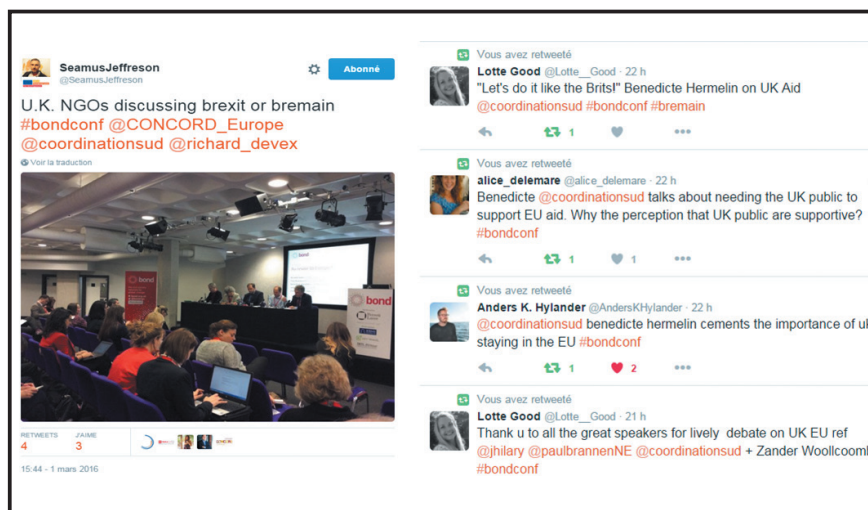 SeamusJeffreson
@SeamusJeffreson
Abonné
U.K. NGOs discussing brexit or bremain
#bondconf @CONCORD_Europe
@coordinationsud @richard_devex
Voir la traduction
bond
bond
RETWEETS
4
J'AIME
3
15:44 - 1 mars 2016
Vous avez retweeté
Lotte Good @Lotte__Good · 22 h
"Let's do it like the Brits!" Benedicte Hermelin on UK Aid
@coordinationsud #bondconf #bremain
1
Vous avez retweeté
alice_delemare @alice_delemare · 22 h
Benedicte @coordinationsud talks about needing the UK public to
support EU aid. Why the perception that UK public are supportive?
#bondconf
1 1
Vous avez retweeté
Anders K. Hylander @AndersKHylander · 22 h
@coordinationsud benedicte hermelin cements the importance of
staying in the EU #bondconf
1 2
Vous avez retweeté
Lotte Good @Lotte__Good · 21 h
Thank u to all the great speakers for lively debate on UK EU ref
@jhilary @paulbrannenNE @coordinationsud + Zander
#bondconf